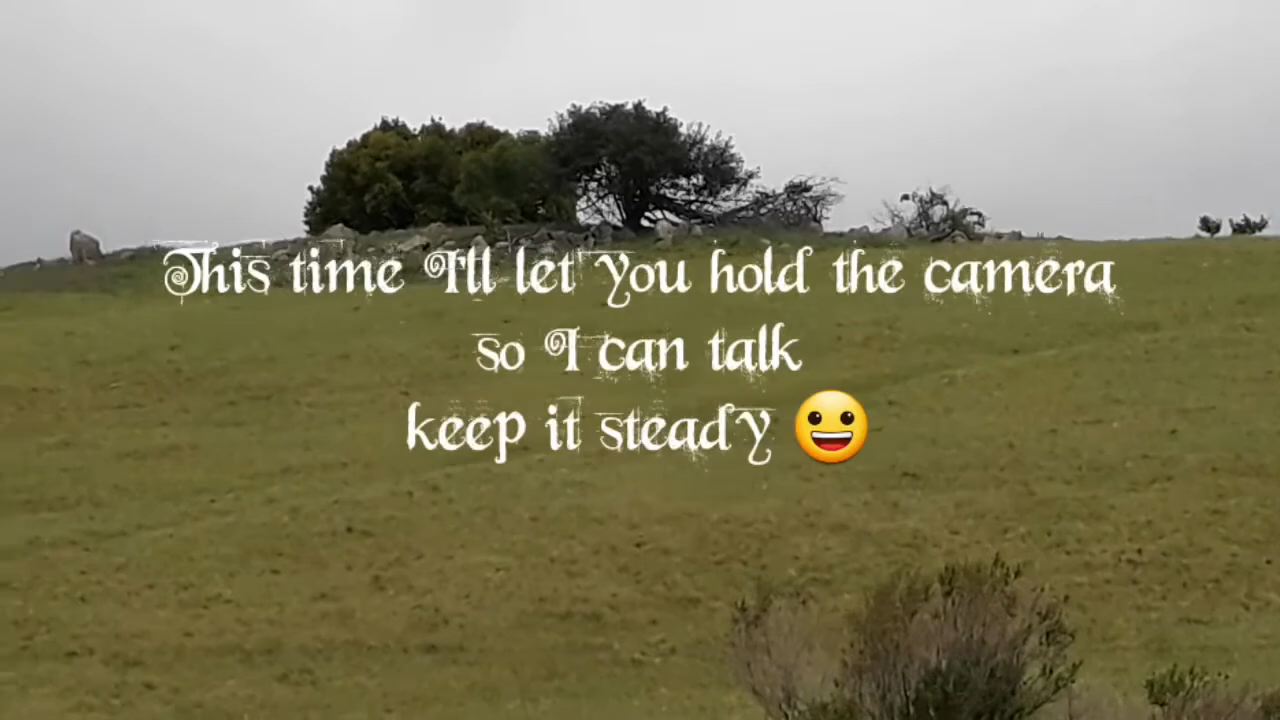 This time I'll let you hold the camera
so I can talk
keep it steady 😀